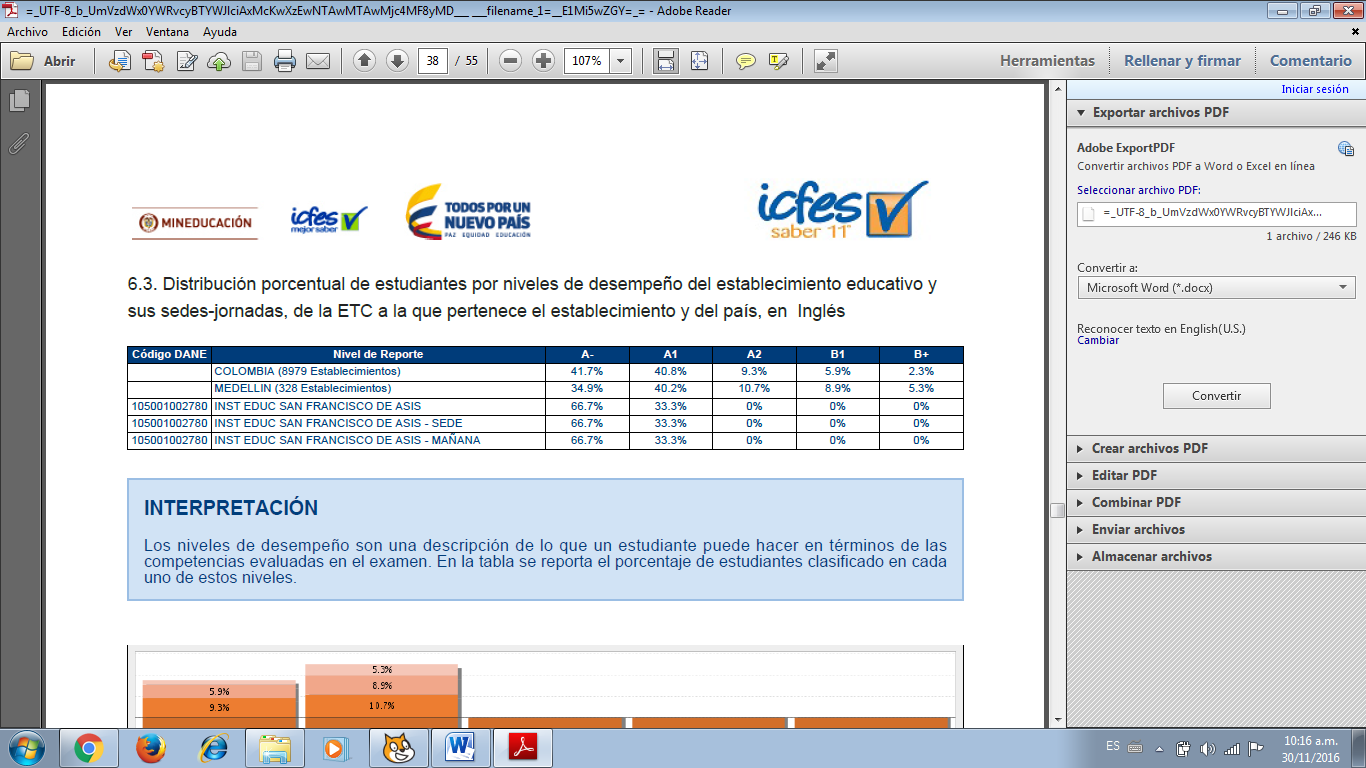 =_UTF-8_b_UmVzdWx0YWRvcyBTYWJlciAxMcKwXzEwNTAwMTAwMjc4MF8yMD___ ___filename_1=__E1Mi5wZGY=_= - Adobe Reader
Archivo Edición Ver Ventana Ayuda
Abrir 38 / 55 107% Herramientas Rellenar y firmar Comentario
Iniciar sesión
Exportar archivos PDF
Adobe ExportPDF
Convertir archivos PDF a Word o Excel en línea
Seleccionar archivo PDF:
=_UTF-8_b_UmVzdWx0YWRvcyBTYWJlciAx...
1 archivo / 246 KB
Convertir a:
Microsoft Word (*.docx)
Reconocer texto en English(U.S.)
Cambiar
Convertir
Crear archivos PDF
Editar PDF
Combinar PDF
Enviar archivos
Almacenar archivos
MINEDUCACIÓN
icfes
mejor saber
TODOS POR UN
NUEVO PAÍS
PAZ EQUIDAD EDUCACIÓN
icfes
saber 11°
6.3. Distribución porcentual de estudiantes por niveles de desempeño del establecimiento educativo y
sus sedes-jornadas, de la ETC a la que pertenece el establecimiento y del país, en Inglés
Código DANE Nivel de Reporte A- A1 A2 B1 B+
COLOMBIA (8979 Establecimientos) 41.7% 40.8% 9.3% 5.9% 2.3%
MEDELLIN (328 Establecimientos) 34.9% 40.2% 10.7% 8.9% 5.3%
105001002780 INST EDUC SAN FRANCISCO DE ASIS 66.7% 33.3% 0% 0% 0%
105001002780 INST EDUC SAN FRANCISCO DE ASIS - SEDE 66.7% 33.3% 0% 0% 0%
105001002780 INST EDUC SAN FRANCISCO DE ASIS - MAÑANA 66.7% 33.3% 0% 0% 0%
INTERPRETACIÓN
Los niveles de desempeño son una descripción de lo que un estudiante puede hacer en términos de las
competencias evaluadas en el examen. En la tabla se reporta el porcentaje de estudiantes clasificado en cada
uno de estos niveles.
5.3%
5.9% 8.9%
9.3% 10.7%
ES 10:16 a.m.
30/11/2016